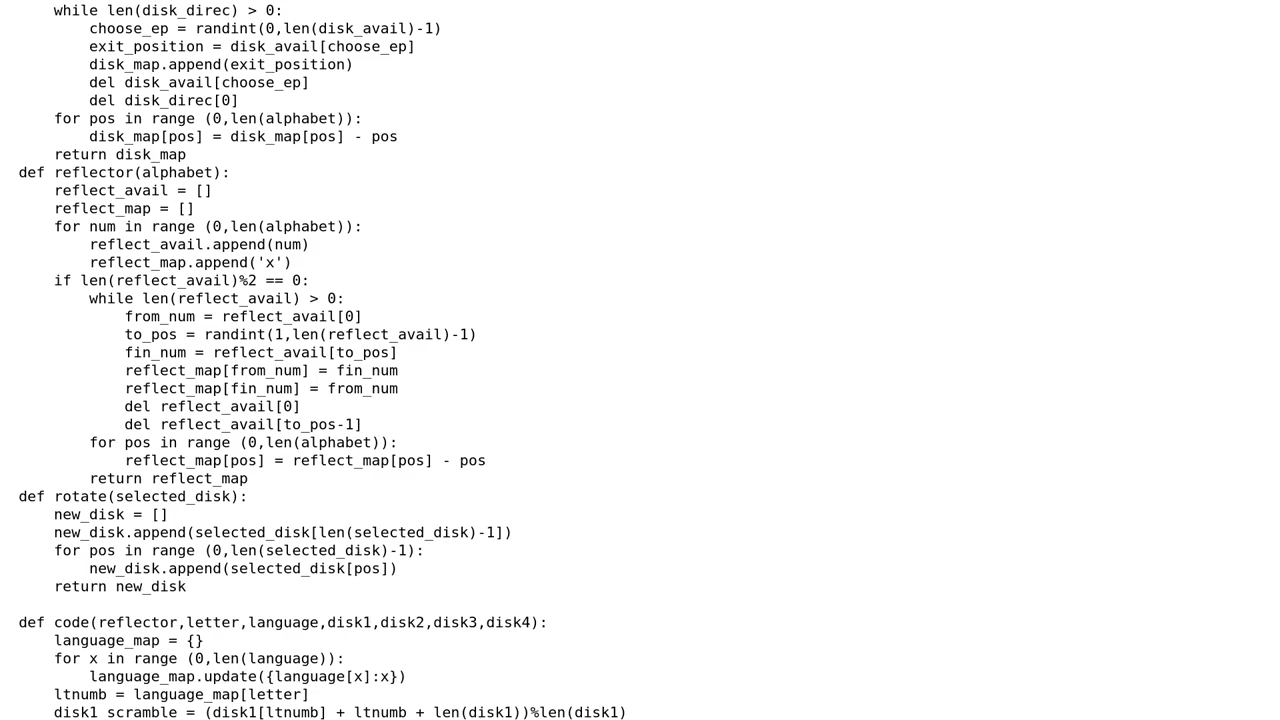 while len(disk_direc) > 0:
        choose_ep = randint(0,len(disk_avail)-1)
        exit_position = disk_avail[choose_ep]
        disk_map.append(exit_position)
        del disk_avail[choose_ep]
        del disk_direc[0]
    for pos in range (0,len(alphabet)):
        disk_map[pos] = disk_map[pos] - pos
    return disk_map
def reflector(alphabet):
    reflect_avail = []
    reflect_map = []
    for num in range (0,len(alphabet)):
        reflect_avail.append(num)
        reflect_map.append('x')
    if len(reflect_avail)%2 == 0:
        while len(reflect_avail) > 0:
            from_num = reflect_avail[0]
            to_pos = randint(1,len(reflect_avail)-1)
            fin_num = reflect_avail[to_pos]
            reflect_map[from_num] = fin_num
            reflect_map[fin_num] = from_num
            del reflect_avail[0]
            del reflect_avail[to_pos-1]
        for pos in range (0,len(alphabet)):
            reflect_map[pos] = reflect_map[pos] - pos
        return reflect_map
def rotate(selected_disk):
    new_disk = []
    new_disk.append(selected_disk[len(selected_disk)-1])
    for pos in range (0,len(selected_disk)-1):
        new_disk.append(selected_disk[pos])
    return new_disk

def code(reflector,letter,language,disk1,disk2,disk3,disk4):
    language_map = {}
    for x in range (0,len(language)):
        language_map.update({language[x]:x})
    ltnumb = language_map[letter]
    disk1_scramble = (disk1[ltnumb] + ltnumb + len(disk1))%len(disk1)